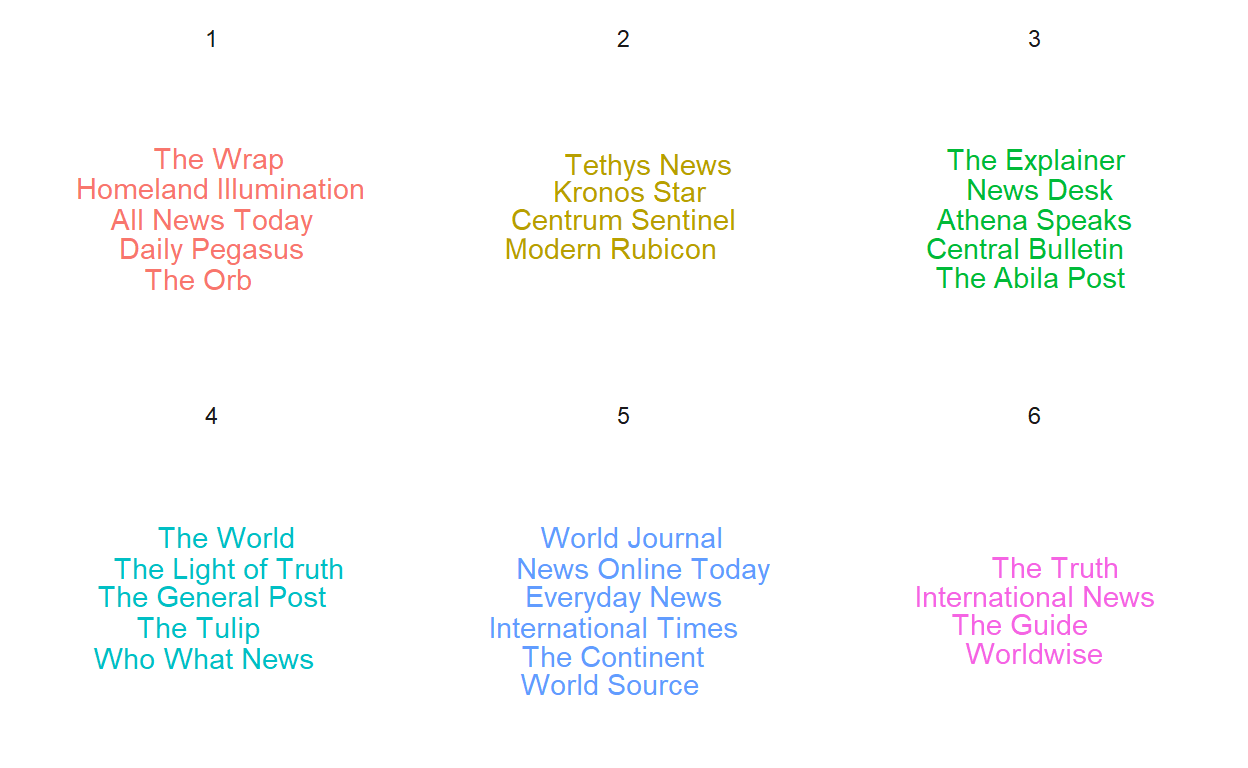 1
The Wrap
Homeland Illumination
All News Today
Daily Pegasus
The Orb
2
Tethys News
Kronos Star
Centrum Sentinel
Modern Rubicon
3
The Explainer
News Desk
Athena Speaks
Central Bulletin
The Abila Post
4
The World
The Light of Truth
The General Post
The Tulip
Who What News
5
World Journal
News Online Today
Everyday News
International Times
The Continent
World Source
6
The Truth
International News
The Guide
Worldwise